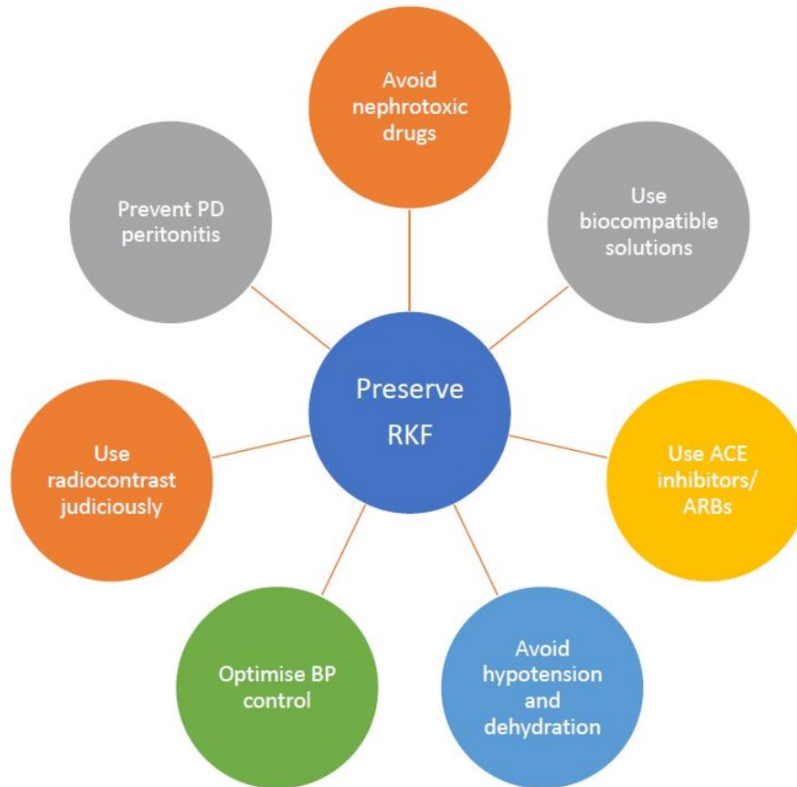 Avoid
nephrotoxic
drugs
Use
biocompatible
solutions
Use ACE
inhibitors/
ARBs
Avoid
hypotension
and
dehydration
Optimise BP
control
Use
radiocontrast
judiciously
Prevent PD
peritonitis
Preserve
RKF